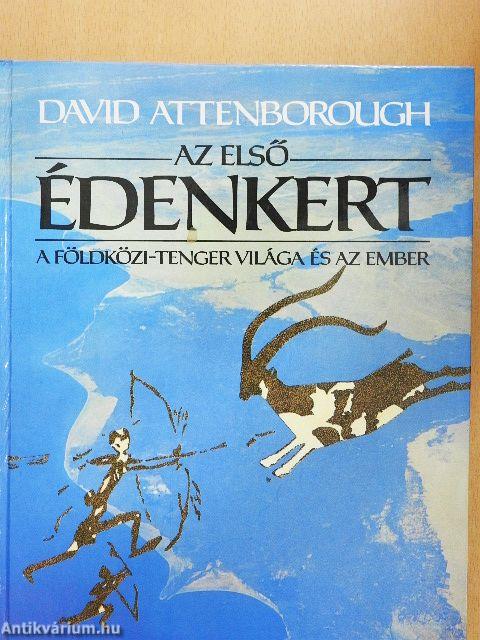 DAVID ATTENBOROUGH
AZ ELSŐ
ÉDENKERT
A FÖLDKÖZI-TENGER VILÁGA ÉS AZ EMBER
Antikvárium.hu